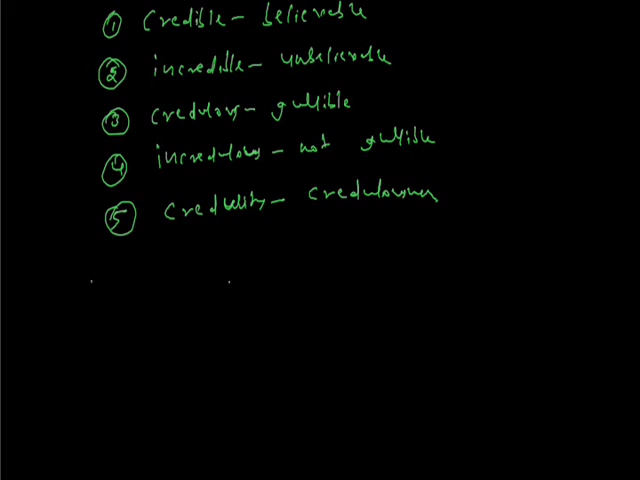 ① credible - believable
② incredible - unbelievable
③ credulous - gullible
④ incredulous - not gullible
⑤ credulity - credulousness